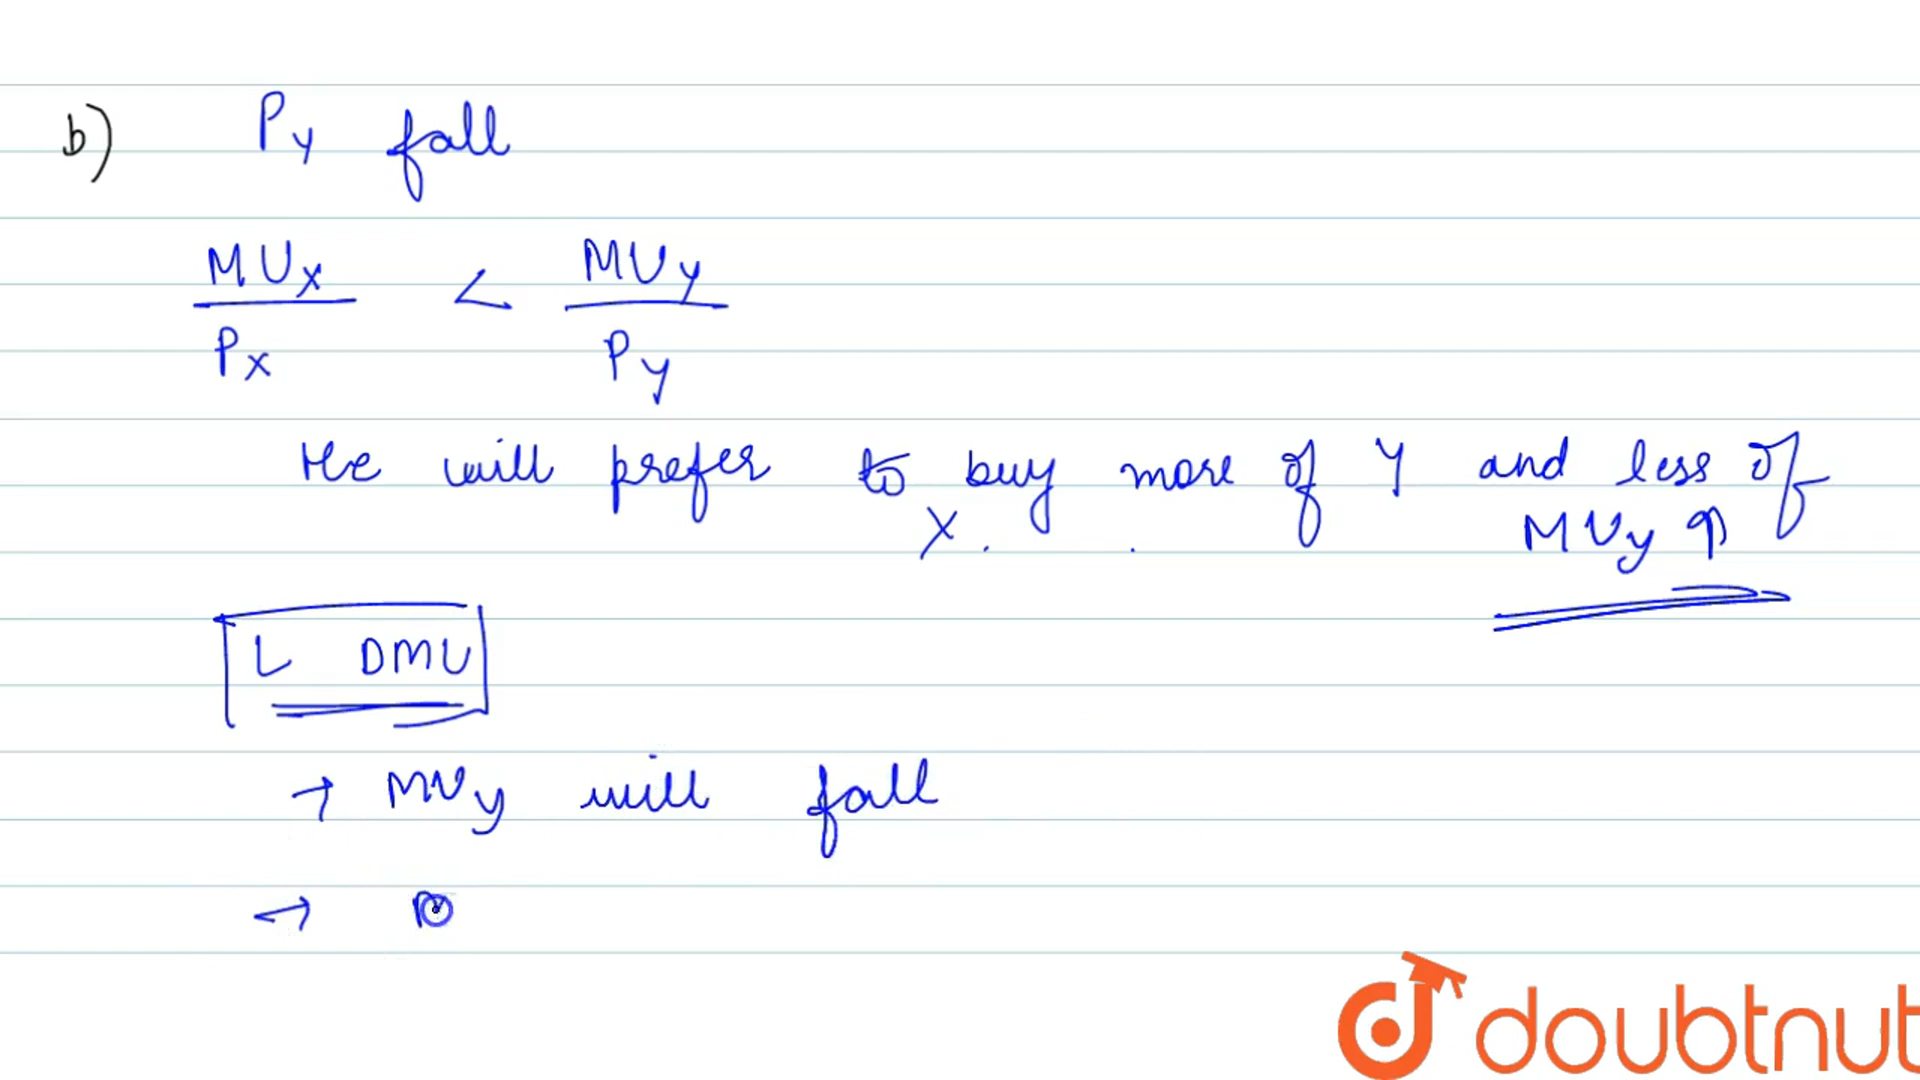 b) Py fall
MUx < MUy
Px Py
He will prefer to buy more of Y and less of
X. MUy ↑
L DMU
→ MUy will fall
→
doubtnut